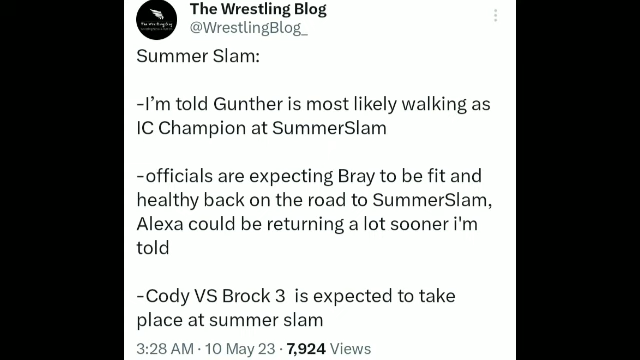 The Wrestling Blog
@WrestlingBlog_
Summer Slam:
-I’m told Gunther is most likely walking as
IC Champion at SummerSlam
-officials are expecting Bray to be fit and
healthy back on the road to SummerSlam,
Alexa could be returning a lot sooner i'm
told
-Cody VS Brock 3  is expected to take
place at summer slam
3:28 AM · 10 May 23 · 7,924 Views